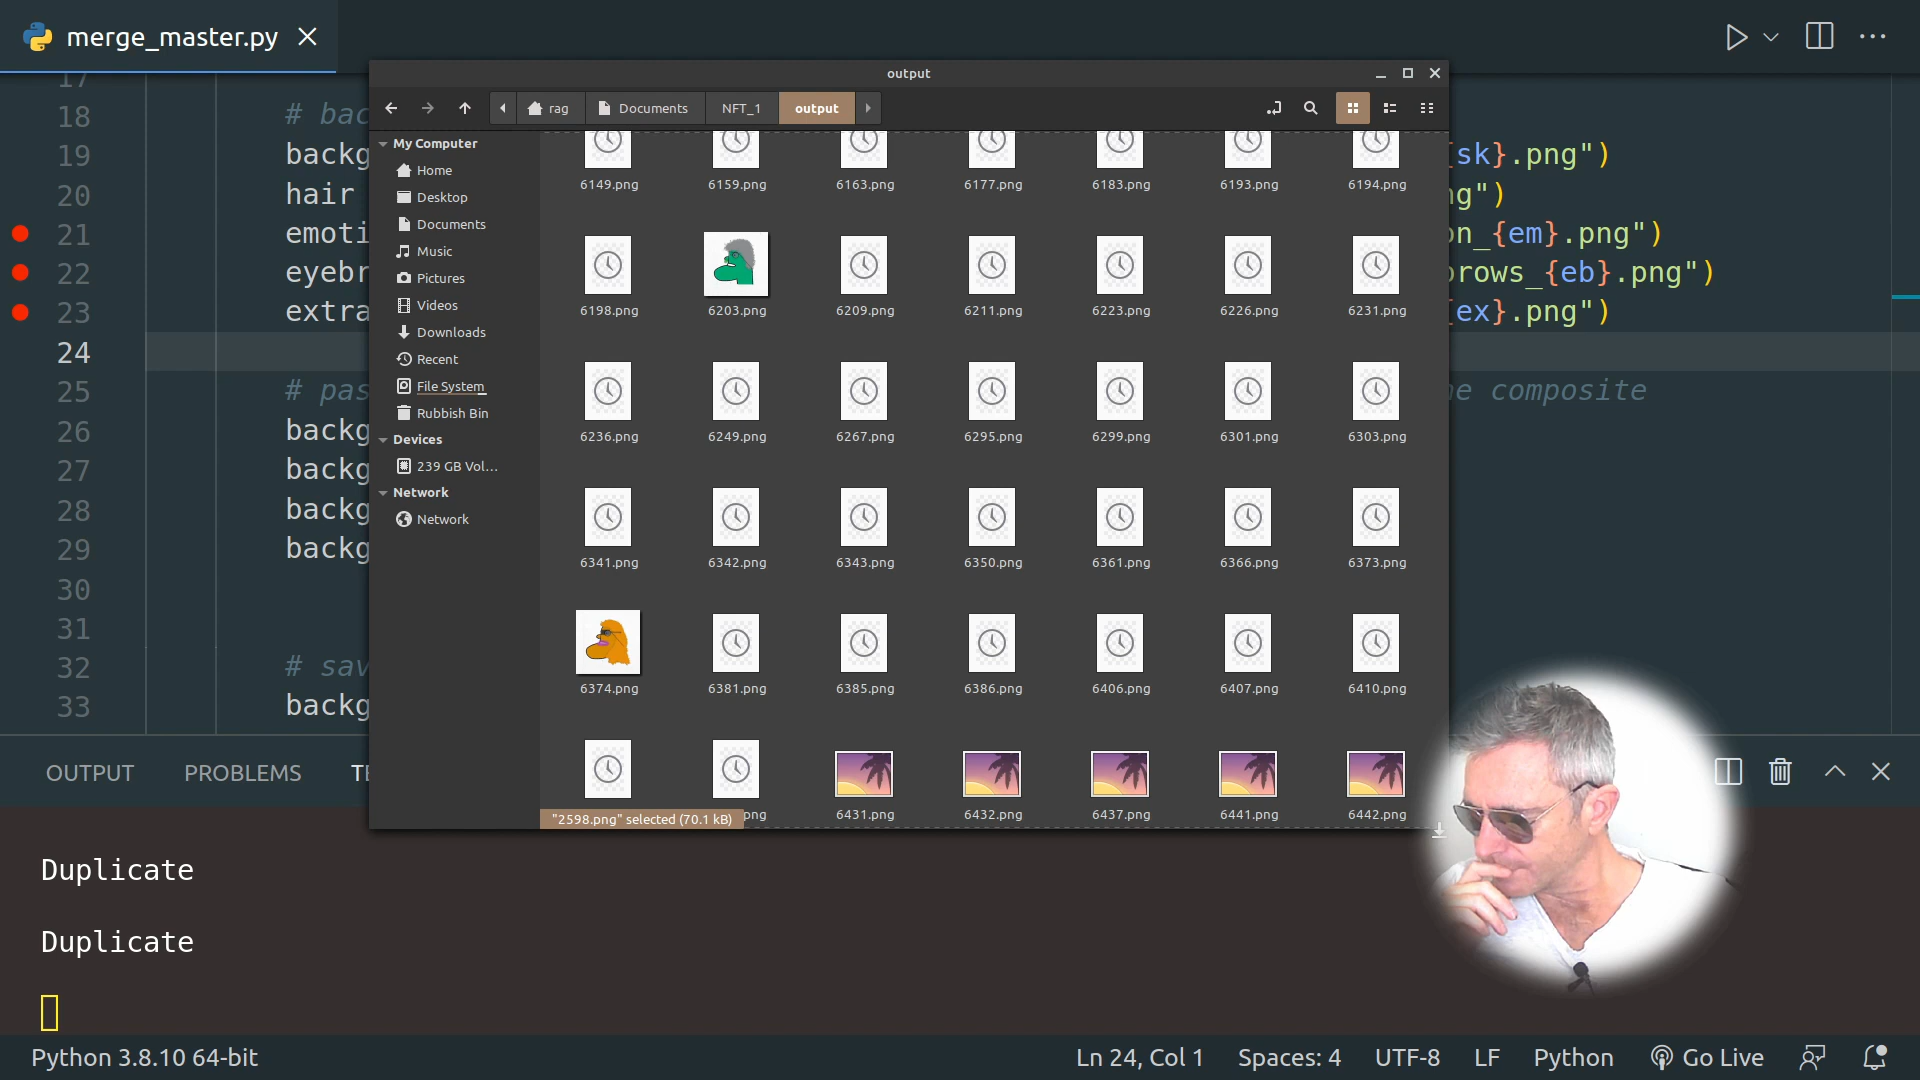 merge_master.py
output
rag
Documents
NFT_1
output
My Computer
Home
Desktop
Documents
Music
Pictures
Videos
Downloads
Recent
File System
Rubbish Bin
Devices
239 GB Vol...
Network
Network
6149.png 6159.png 6163.png 6177.png 6183.png 6193.png 6194.png
6198.png 6203.png 6209.png 6211.png 6223.png 6226.png 6231.png
6236.png 6249.png 6267.png 6295.png 6299.png 6301.png 6303.png
6341.png 6342.png 6343.png 6350.png 6361.png 6366.png 6373.png
6374.png 6381.png 6385.png 6386.png 6406.png 6407.png 6410.png
png 6431.png 6432.png 6437.png 6441.png 6442.png
"2598.png" selected (70.1 kB)
17
18 # bac
19 backg sk}.png")
20 hair ng")
21 emoti on_{em}.png")
22 eyebr rows_{eb}.png")
23 extra ex}.png")
24
25 # pas e composite
26 backg
27 backg
28 backg
29 backg
30
31
32 # sav
33 backg
OUTPUT PROBLEMS TE
Duplicate
Duplicate
Python 3.8.10 64-bit Ln 24, Col 1 Spaces: 4 UTF-8 LF Python Go Live